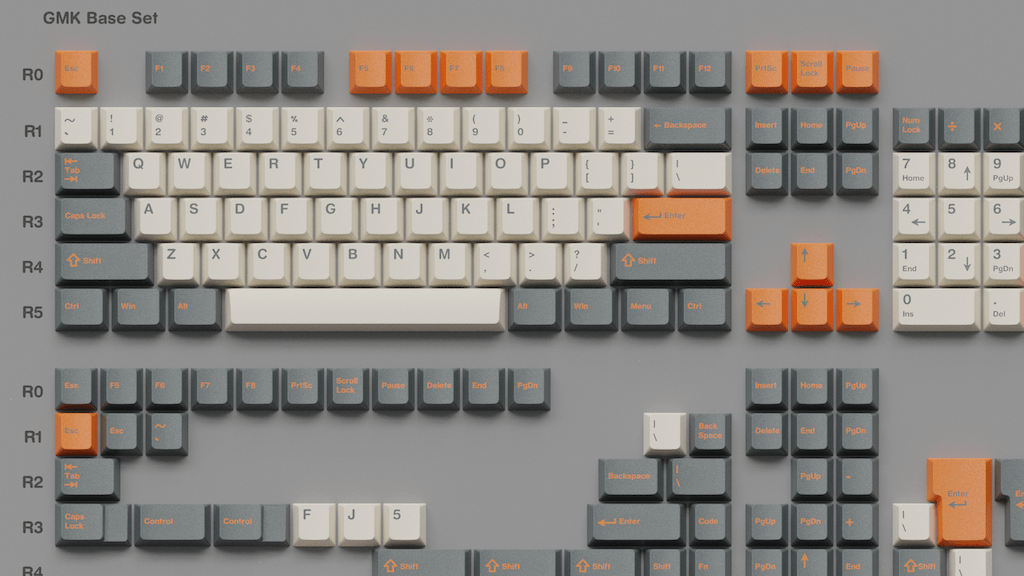 GMK Base Set
R0 Esc F1 F2 F3 F4 F5 F6 F7 F8 F9 F10 F11 F12 PrtSc Scroll Lock Pause
R1 ~ ` ! 1 @ 2 # 3 $ 4 % 5 ^ 6 & 7 * 8 ( 9 ) 0 _ - + = ← Backspace Insert Home PgUp Num Lock ÷ ×
R2 Tab Q W E R T Y U I O P { [ } ] | \ Delete End PgDn 7 Home 8 ↑ 9 PgUp
R3 Caps Lock A S D F G H J K L : ; " ' Enter 4 ← 5 6 →
R4 Shift Z X C V B N M < , > . ? / Shift ↑ 1 End 2 ↓ 3 PgDn
R5 Ctrl Win Alt Alt Win Menu Ctrl ← ↓ → 0 Ins . Del
R0 Esc F5 F6 F7 F8 PrtSc Scroll Lock Pause Delete End PgDn Insert Home PgUp
R1 Esc Esc ~ ` | \ Back Space Delete End PgDn
R2 Tab Backspace | \ PgUp - Enter
R3 Caps Lock Control Control F J 5 Enter Code PgUp PgDn + | \
R4 Shift Shift Shift Shift Fn PgDn ↑ End Shift |